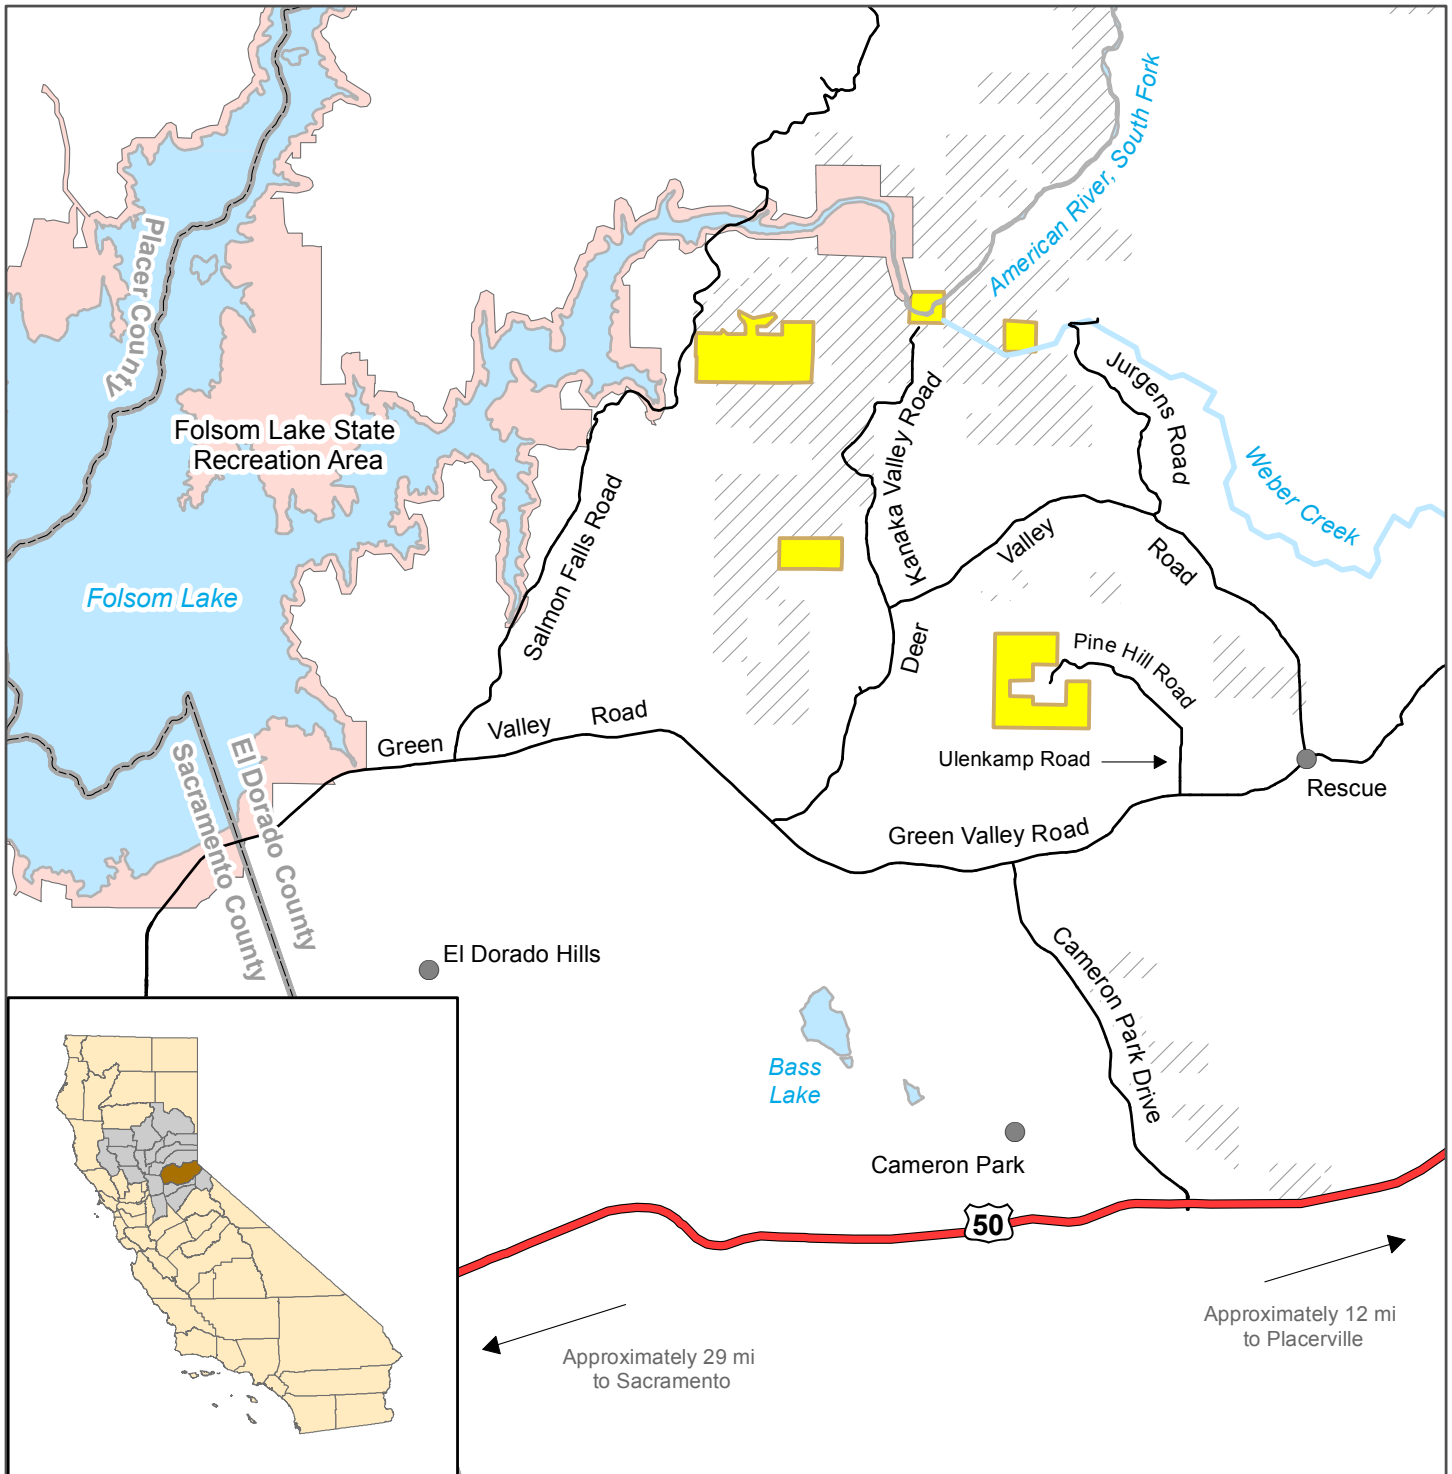 American River, South Fork
Placer County
Folsom Lake State
Recreation Area
Jurgens Road
Kanaka Valley Road
Weber Creek
Salmon Falls Road
Valley
Road
Folsom Lake
Deer
Pine Hill Road
Green
Valley
Road
Ulenkamp Road
Rescue
Green Valley Road
El Dorado County
Sacramento County
El Dorado Hills
Cameron Park Drive
Bass
Lake
Cameron Park
50
Approximately 12 mi
to Placerville
Approximately 29 mi
to Sacramento